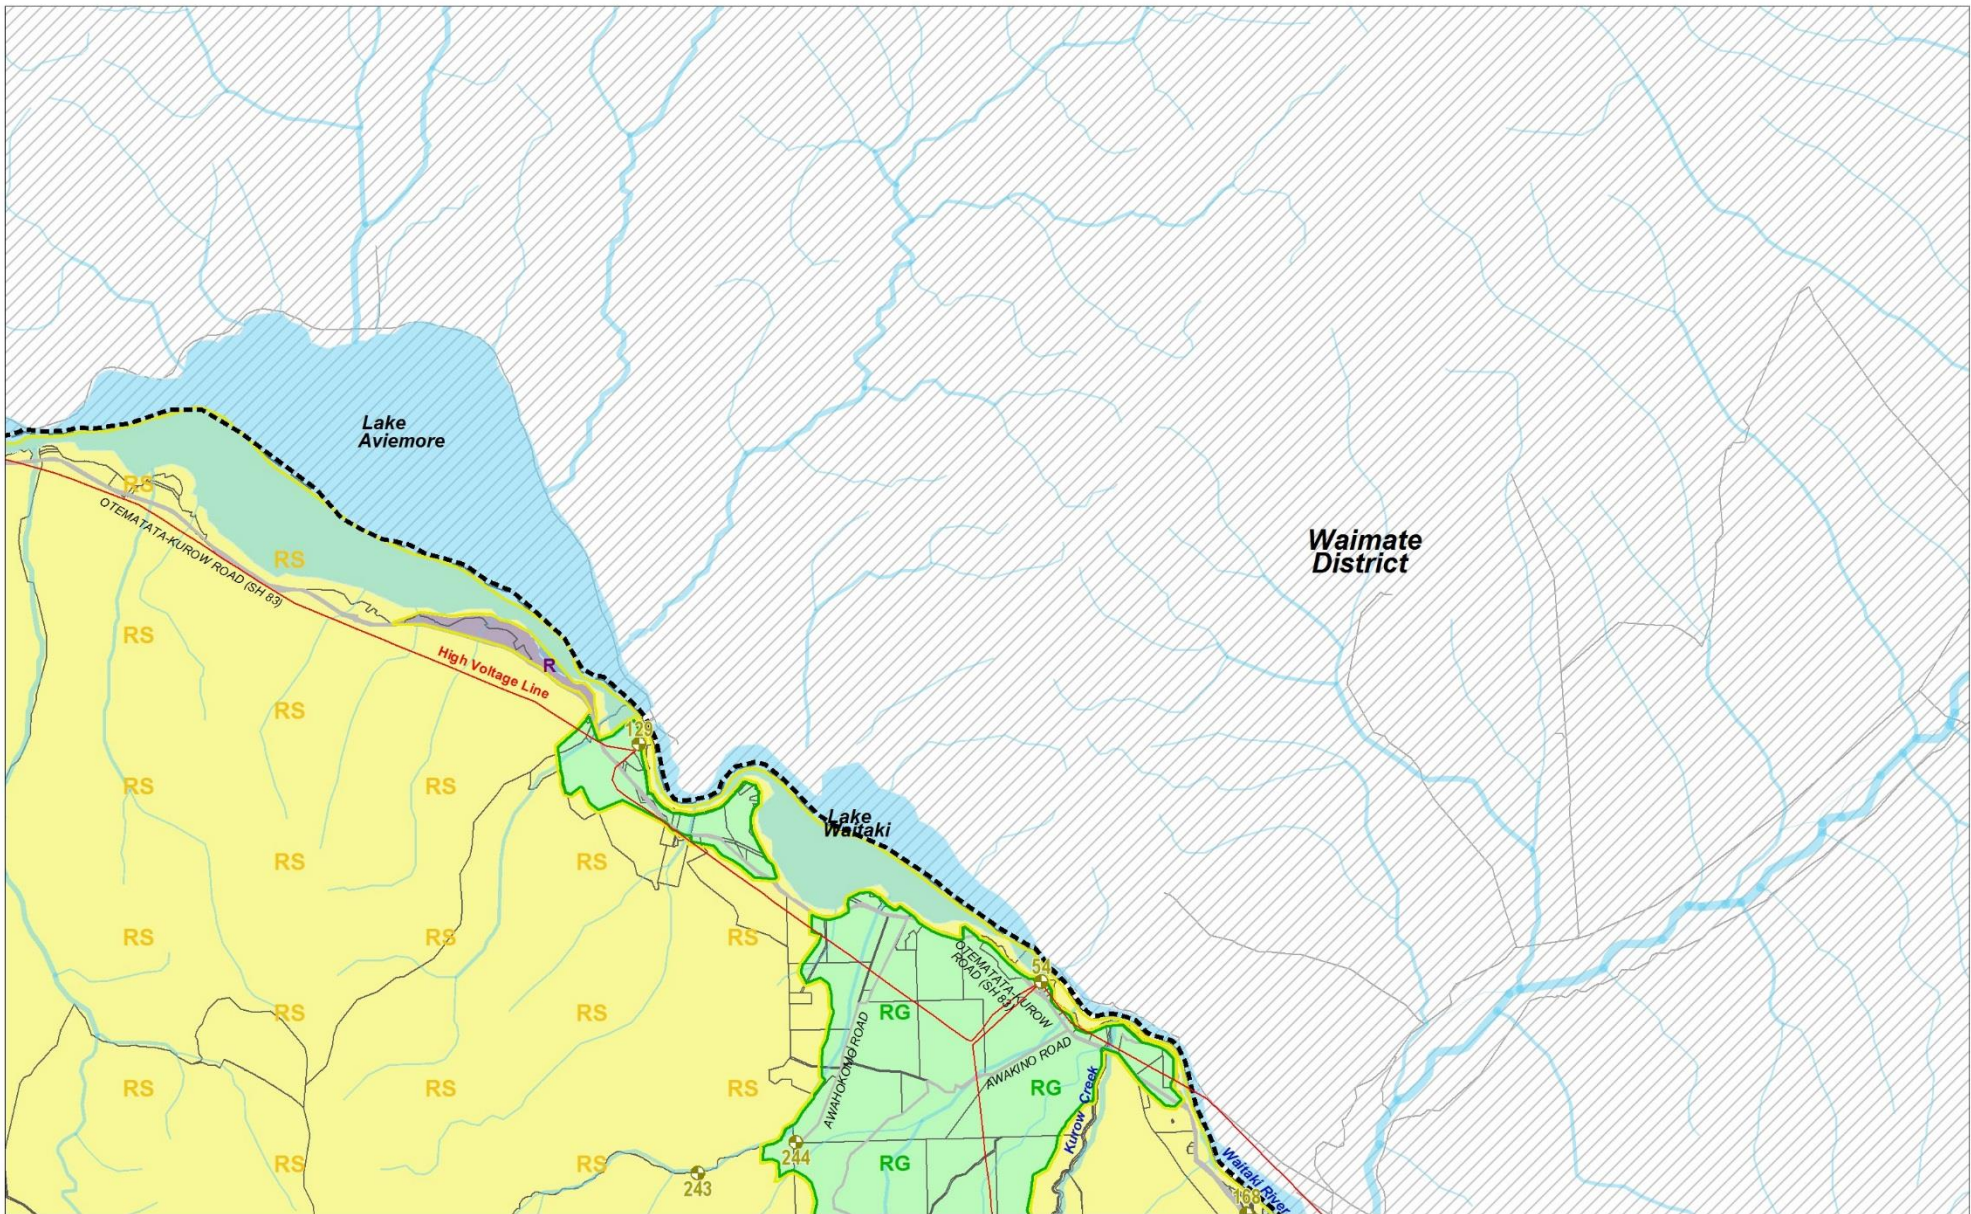 Lake
Aviemore
Waimate
District
RS
OTEMATATA-KUROW ROAD (SH 83)
RS
RS
High Voltage Line
R
RS
129
RS
RS
Lake
Waitaki
RS
RS
RS
RS
RS
OTEMATATA-KUROW
ROAD (SH 83)
54
RS
RS
RG
AWAHOKOMO ROAD
AWAKINO ROAD
RS
RS
RS
RG
Kurow Creek
244
RS
RS
243
RG
Waitaki River
168